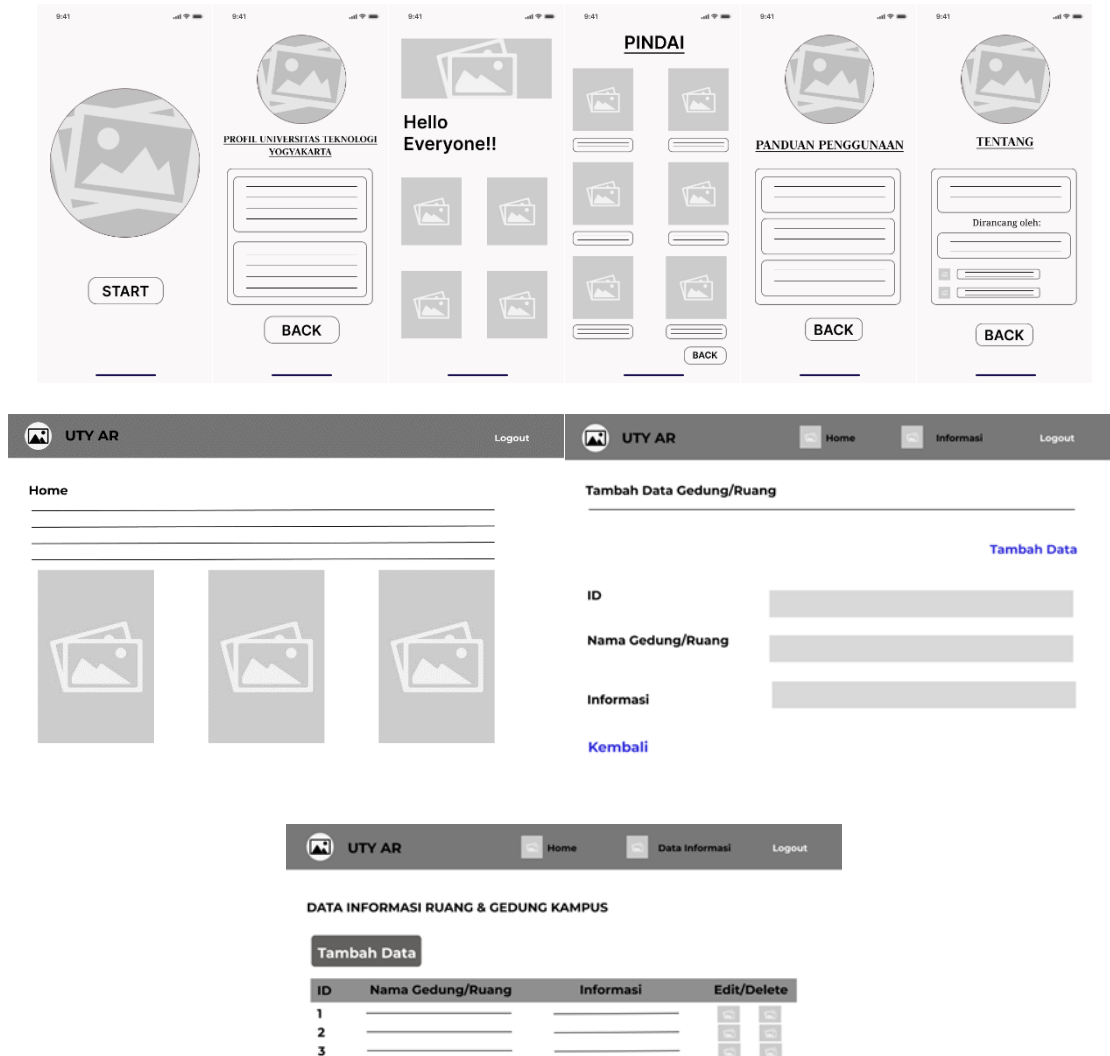 9:41
START
9:41
PROFIL UNIVERSITAS TEKNOLOGI
YOGYAKARTA
BACK
9:41
Hello
Everyone!!
9:41
PINDAI
BACK
9:41
PANDUAN PENGGUNAAN
BACK
9:41
TENTANG
Dirancang oleh:
BACK
UTY AR Logout
Home
UTY AR Home Informasi Logout
Tambah Data Gedung/Ruang
Tambah Data
ID
Nama Gedung/Ruang
Informasi
Kembali
UTY AR Home Data Informasi Logout
DATA INFORMASI RUANG & GEDUNG KAMPUS
Tambah Data
ID Nama Gedung/Ruang Informasi Edit/Delete
1
2
3